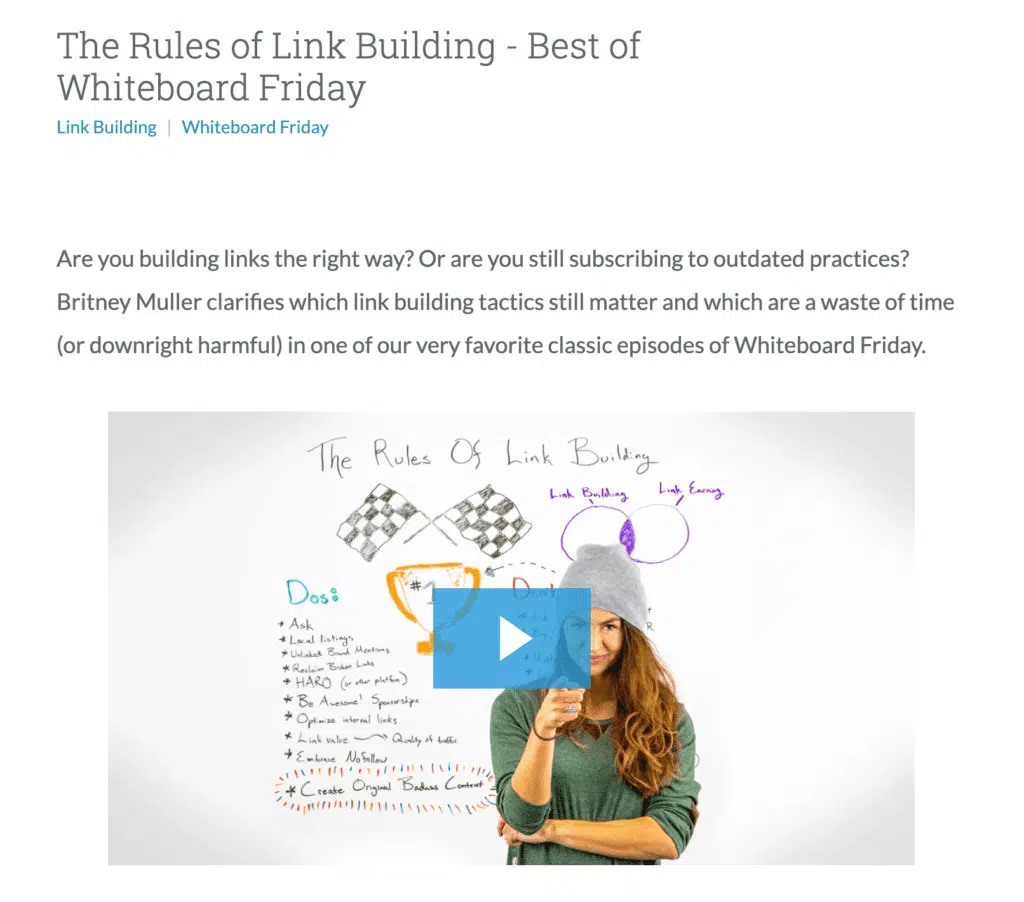 The Rules of Link Building - Best of
Whiteboard Friday
Link Building | Whiteboard Friday
Are you building links the right way? Or are you still subscribing to outdated practices?
Britney Muller clarifies which link building tactics still matter and which are a waste of time
(or downright harmful) in one of our very favorite classic episodes of Whiteboard Friday.
The Rules Of Link Building
Link Building
Link Earning
#1
Dos:
* Ask
* Local listings
* Unlinked Brand Mentions
* Reclaim Broken Links
* HARO (or other platform)
* Be Awesome! Sponsorships
* Optimize internal links
* Link value → Quality of traffic
* Embrace NoFollow
* Create Original Badass Content